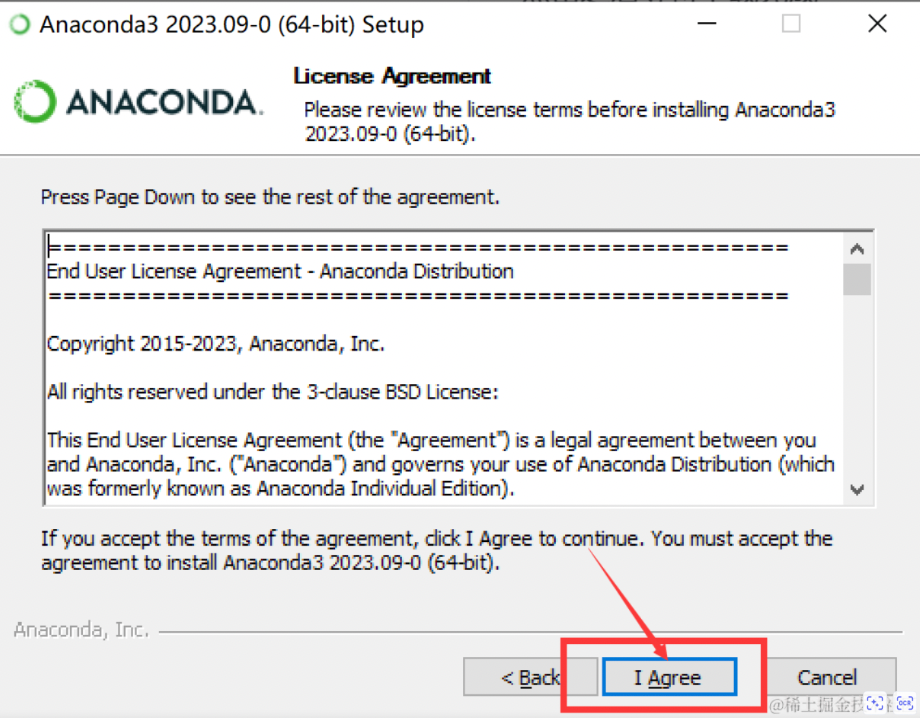 Anaconda3 2023.09-0 (64-bit) Setup
ANACONDA.
License Agreement
Please review the license terms before installing Anaconda3
2023.09-0 (64-bit).
Press Page Down to see the rest of the agreement.
===================================================
End User License Agreement - Anaconda Distribution
===================================================
Copyright 2015-2023, Anaconda, Inc.
All rights reserved under the 3-clause BSD License:
This End User License Agreement (the "Agreement") is a legal agreement between you
and Anaconda, Inc. ("Anaconda") and governs your use of Anaconda Distribution (which
was formerly known as Anaconda Individual Edition).
If you accept the terms of the agreement, click I Agree to continue. You must accept the
agreement to install Anaconda3 2023.09-0 (64-bit).
Anaconda, Inc.
< Back
I Agree
Cancel
@稀土掘金技
OCR